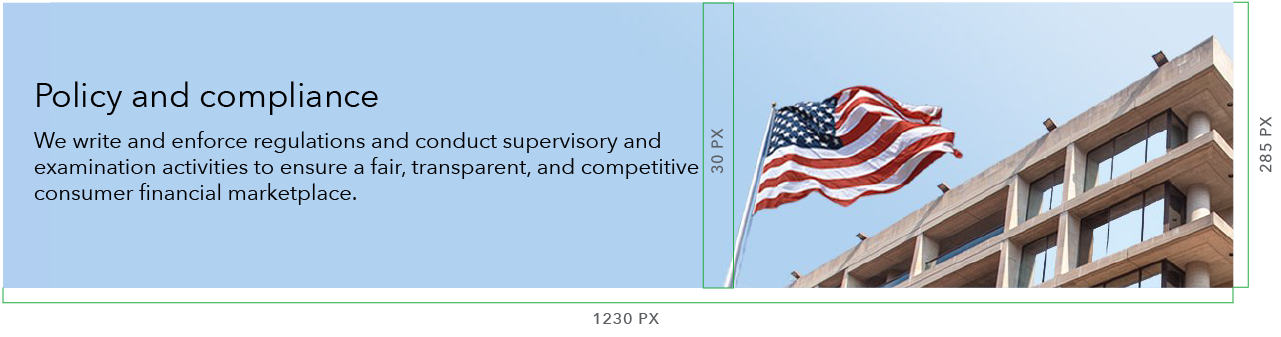 Policy and compliance
We write and enforce regulations and conduct supervisory and
examination activities to ensure a fair, transparent, and competitive
consumer financial marketplace.
30 PX
285 PX
1230 PX